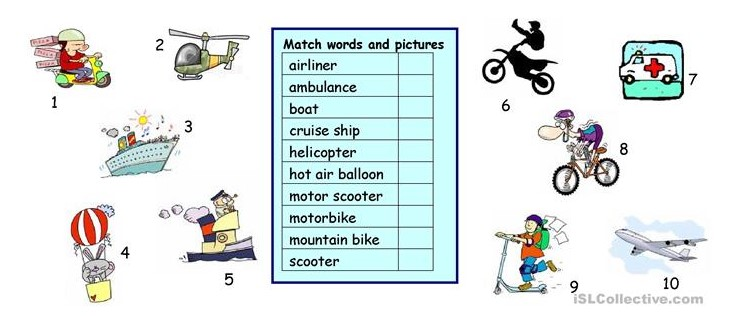 Match words and pictures
airliner
ambulance
boat
cruise ship
helicopter
hot air balloon
motor scooter
motorbike
mountain bike
scooter
1
2
3
4
5
6
7
8
9
10
iSLCollective.com